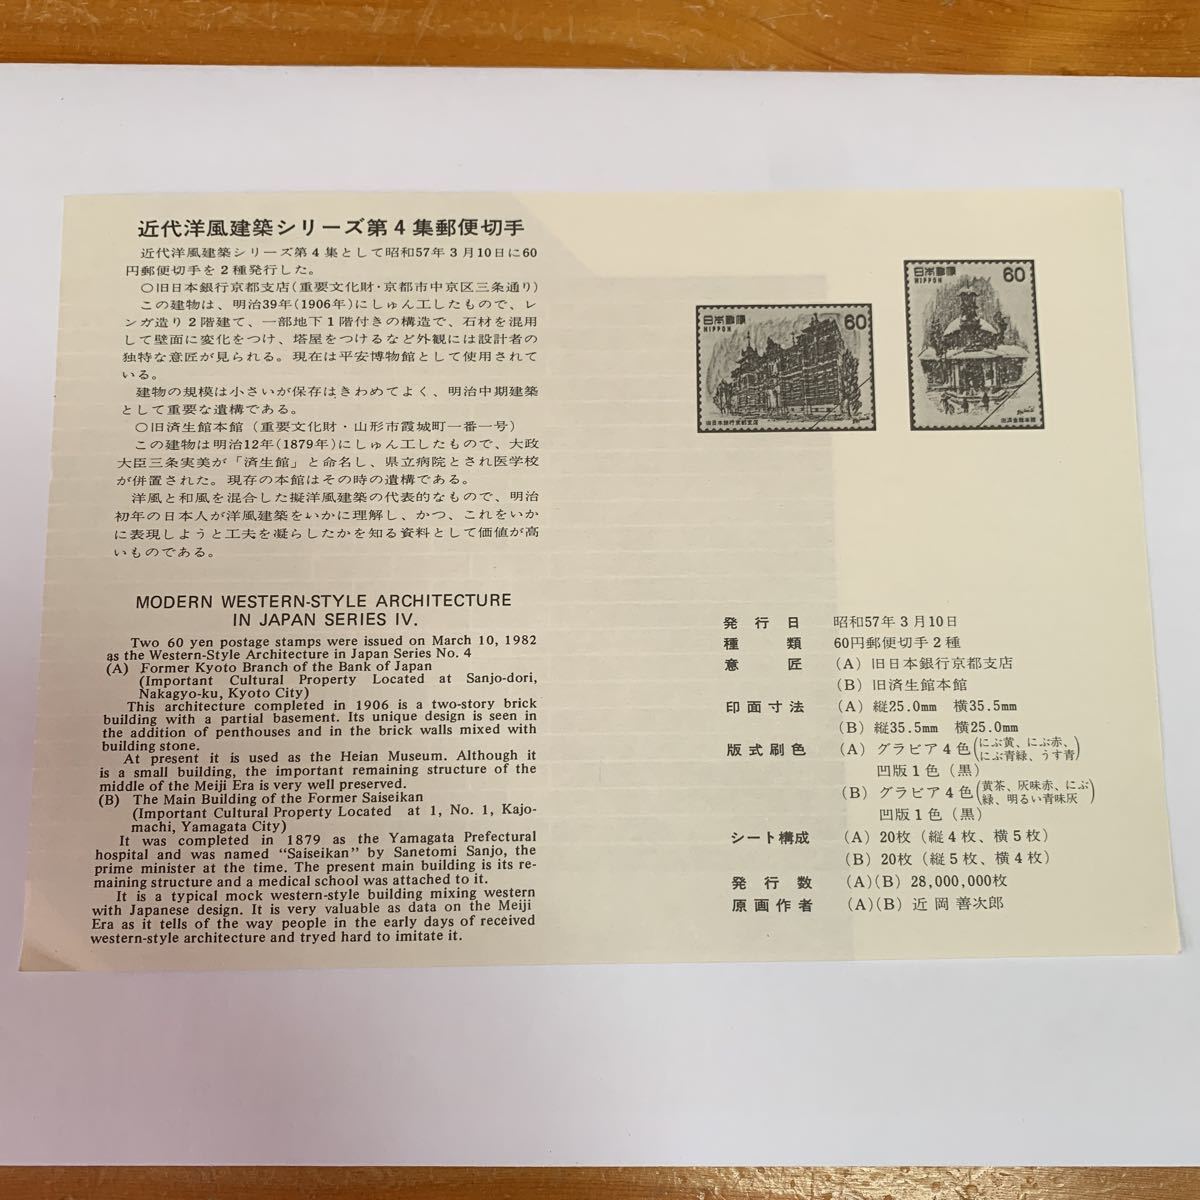 近代洋風建築シリーズ第4集郵便切手
近代洋風建築シリーズ第4集として昭和57年3月10日に60
円郵便切手を2種発行した。
○旧日本銀行京都支店(重要文化財・京都市中京区三条通り)
この建物は、明治39年(1906年)にしゅん工したもので、レ
ンガ造り2階建て、一部地下1階付きの構造で、石材を混用
して壁面に変化をつけ、塔屋をつけるなど外観には設計者の
独特な意匠が見られる。現在は平安博物館として使用されて
いる。
建物の規模は小さいが保存はきわめてよく、明治中期建築
として重要な遺構である。
○旧済生館本館(重要文化財・山形市霞城町一番一号)
この建物は明治12年(1879年)にしゅん工したもので、大政
大臣三条実美が「済生館」と命名し、県立病院とされ医学校
が併置された。現存の本館はその時の遺構である。
洋風と和風を混合した擬洋風建築の代表的なもので、明治
初年の日本人が洋風建築をいかに理解し、かつ、これをいか
に表現しようと工夫を凝らしたかを知る資料として価値が高
いものである。
MODERN WESTERN-STYLE ARCHITECTURE
IN JAPAN SERIES IV.
Two 60 yen postage stamps were issued on March 10, 1982
as the Western-Style Architecture in Japan Series No. 4
(A) Former Kyoto Branch of the Bank of Japan
(Important Cultural Property Located at Sanjo-dori,
Nakagyo-ku, Kyoto City)
This architecture completed in 1906 is a two-story brick
building with a partial basement. Its unique design is seen in
the addition of penthouses and in the brick walls mixed with
building stone.
At present it is used as the Heian Museum. Although it
is a small building, the important remaining structure of the
middle of the Meiji Era is very well preserved.
(B) The Main Building of the Former Saiseikan
(Important Cultural Property Located at 1, No. 1, Kajo-
machi, Yamagata City)
It was completed in 1879 as the Yamagata Prefectural
hospital and was named "Saiseikan" by Sanetomi Sanjo, the
prime minister at the time. The present main building is its re-
maining structure and a medical school was attached to it.
It is a typical mock western-style building mixing western
with Japanese design. It is very valuable as data on the Meiji
Era as it tells of the way people in the early days of received
western-style architecture and tryed hard to imitate it.
日本郵便 60
NIPPON
旧日本銀行京都支店
日本郵便 60
NIPPON
旧済生館本館
発行日 昭和57年3月10日
種類 60円郵便切手2種
意匠 (A) 旧日本銀行京都支店
(B) 旧済生館本館
印面寸法 (A) 縦25.0mm 横35.5mm
(B) 縦35.5mm 横25.0mm
版式刷色 (A) グラビア4色(にぶ黄、にぶ赤、
にぶ青緑、うす青)
凹版1色(黒)
(B) グラビア4色(黄茶、灰味赤、にぶ
緑、明るい青味灰)
凹版1色(黒)
シート構成 (A) 20枚(縦4枚、横5枚)
(B) 20枚(縦5枚、横4枚)
発行数 (A)(B) 28,000,000枚
原画作者 (A)(B) 近岡善次郎